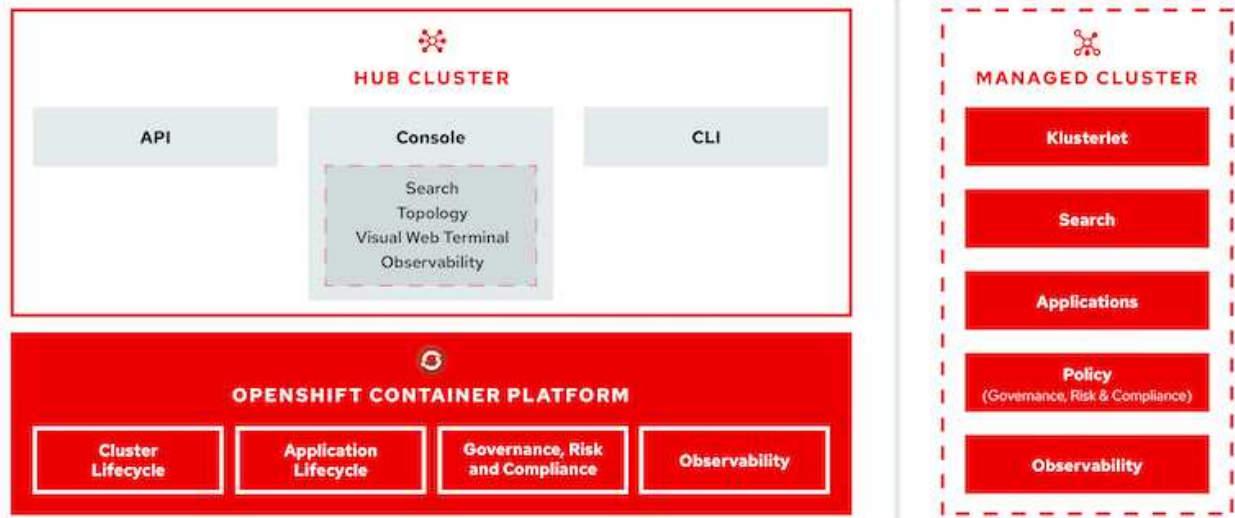 HUB CLUSTER
API
Console
CLI
Search
Topology
Visual Web Terminal
Observability
OPENSHIFT CONTAINER PLATFORM
Cluster
Lifecycle
Application
Lifecycle
Governance, Risk
and Compliance
Observability
MANAGED CLUSTER
Klusterlet
Search
Applications
Policy
(Governance, Risk & Compliance)
Observability